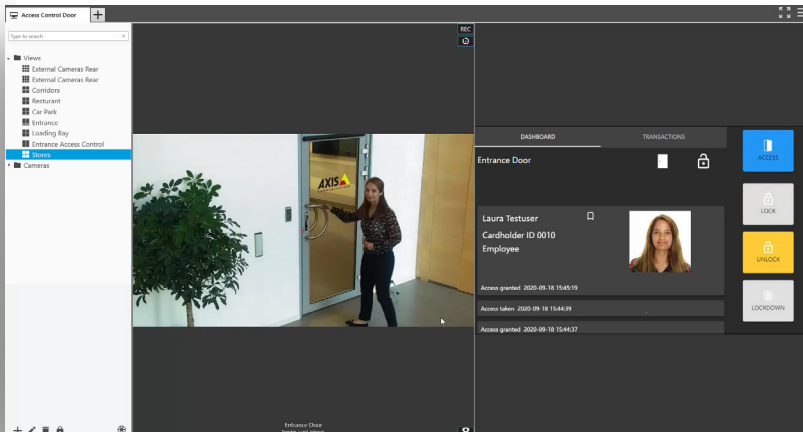 Access Control Door
Type to search
Views
External Cameras Rear
External Cameras Rear
Corridors
Resturant
Car Park
Entrance
Loading Bay
Entrance Access Control
Stores
Cameras
REC
AXIS
Entrance Door
DASHBOARD
TRANSACTIONS
Entrance Door
Laura Testuser
Cardholder ID 0010
Employee
Access granted 2020-09-18 15:45:19
Access taken 2020-09-18 15:44:39
Access granted 2020-09-18 15:44:37
ACCESS
LOCK
UNLOCK
LOCKDOWN